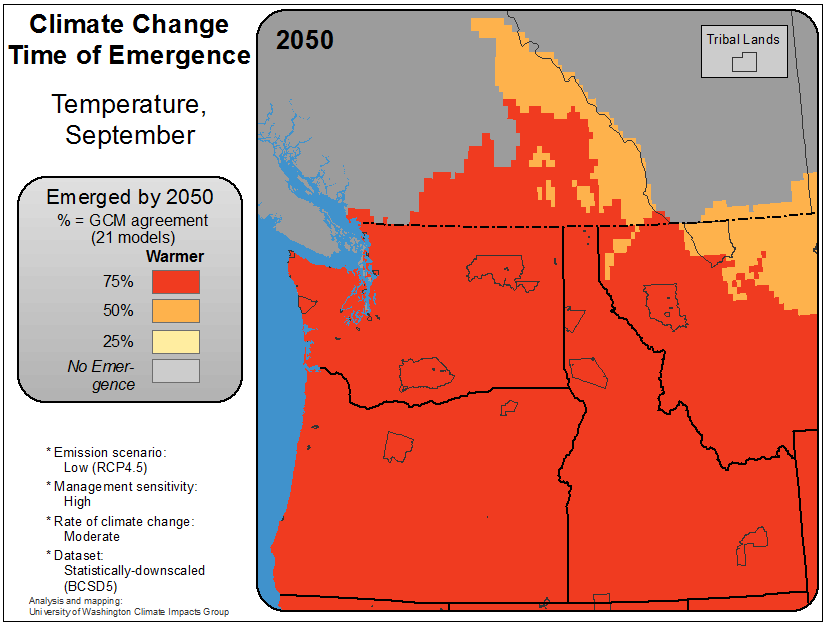 Climate Change
Time of Emergence
Temperature,
September
Emerged by 2050
% = GCM agreement
(21 models)
Warmer
75%
50%
25%
No Emer-
gence
* Emission scenario:
Low (RCP4.5)
* Management sensitivity:
High
* Rate of climate change:
Moderate
* Dataset:
Statistically-downscaled
(BCSD5)
Analysis and mapping:
University of Washington Climate Impacts Group
2050
Tribal Lands